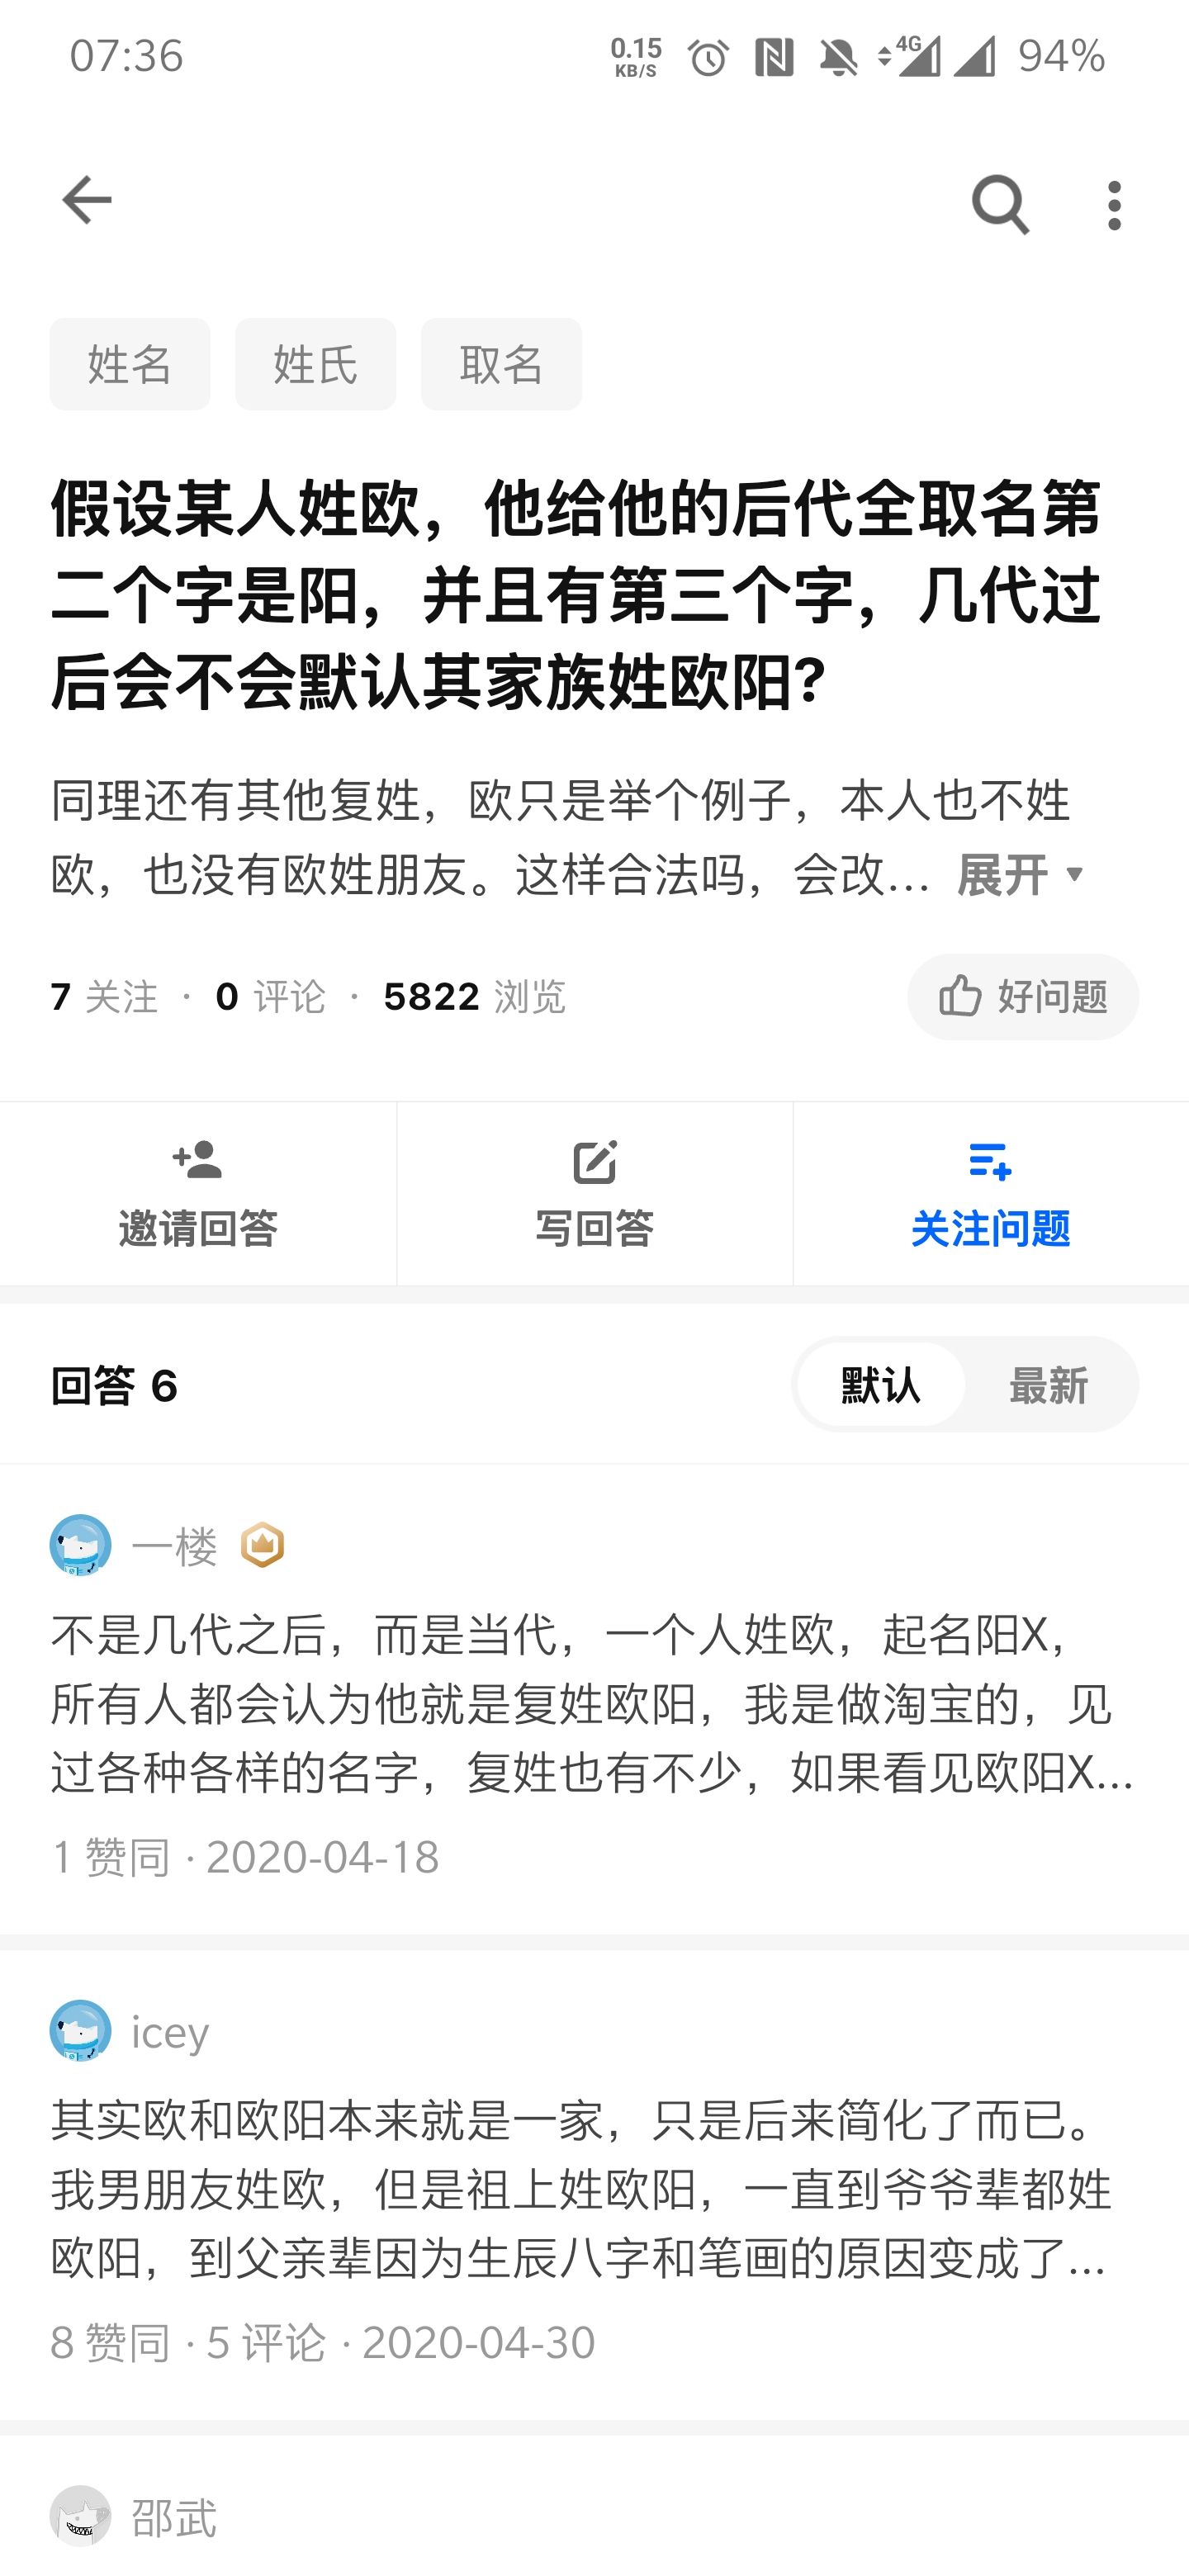 07:36
0.15 KB/S 4G 94%
姓名 姓氏 取名
假设某人姓欧，他给他的后代全取名第
二个字是阳，并且有第三个字，几代过
后会不会默认其家族姓欧阳?
同理还有其他复姓，欧只是举个例子，本人也不姓
欧，也没有欧姓朋友。这样合法吗，会改... 展开
7 关注 · 0 评论 · 5822 浏览 好问题
邀请回答 写回答 关注问题
回答 6 默认 最新
一楼
不是几代之后，而是当代，一个人姓欧，起名阳X，
所有人都会认为他就是复姓欧阳，我是做淘宝的，见
过各种各样的名字，复姓也有不少，如果看见欧阳X...
1 赞同 · 2020-04-18
icey
其实欧和欧阳本来就是一家，只是后来简化了而已。
我男朋友姓欧，但是祖上姓欧阳，一直到爷爷辈都姓
欧阳，到父亲辈因为生辰八字和笔画的原因变成了...
8 赞同 · 5 评论 · 2020-04-30
邵武